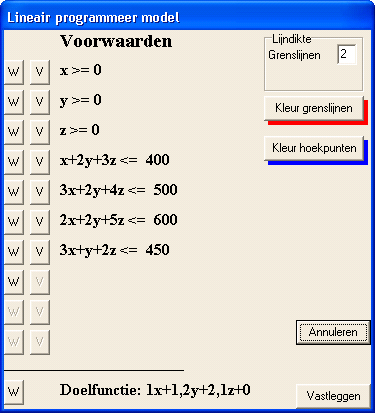 Lineair programmeer model
Voorwaarden
Lijndikte
Grenslijnen 2
W V x >= 0
W V y >= 0
Kleur grenslijnen
W V z >= 0
Kleur hoekpunten
W V x+2y+3z <= 400
W V 3x+2y+4z <= 500
W V 2x+2y+5z <= 600
W V 3x+y+2z <= 450
W V
W V
W V
Annuleren
W Doelfunctie: 1x+1,2y+2,1z+0
Vastleggen